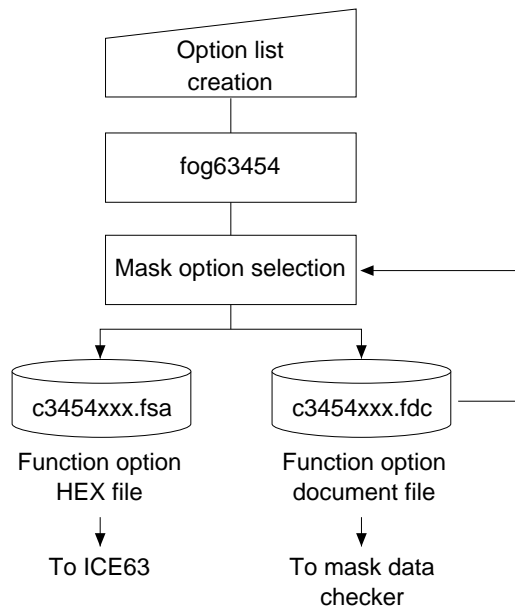 Option list
creation
fog63454
Mask option selection
c3454xxx.fsa
c3454xxx.fdc
Function option
HEX file
Function option
document file
To ICE63
To mask data
checker